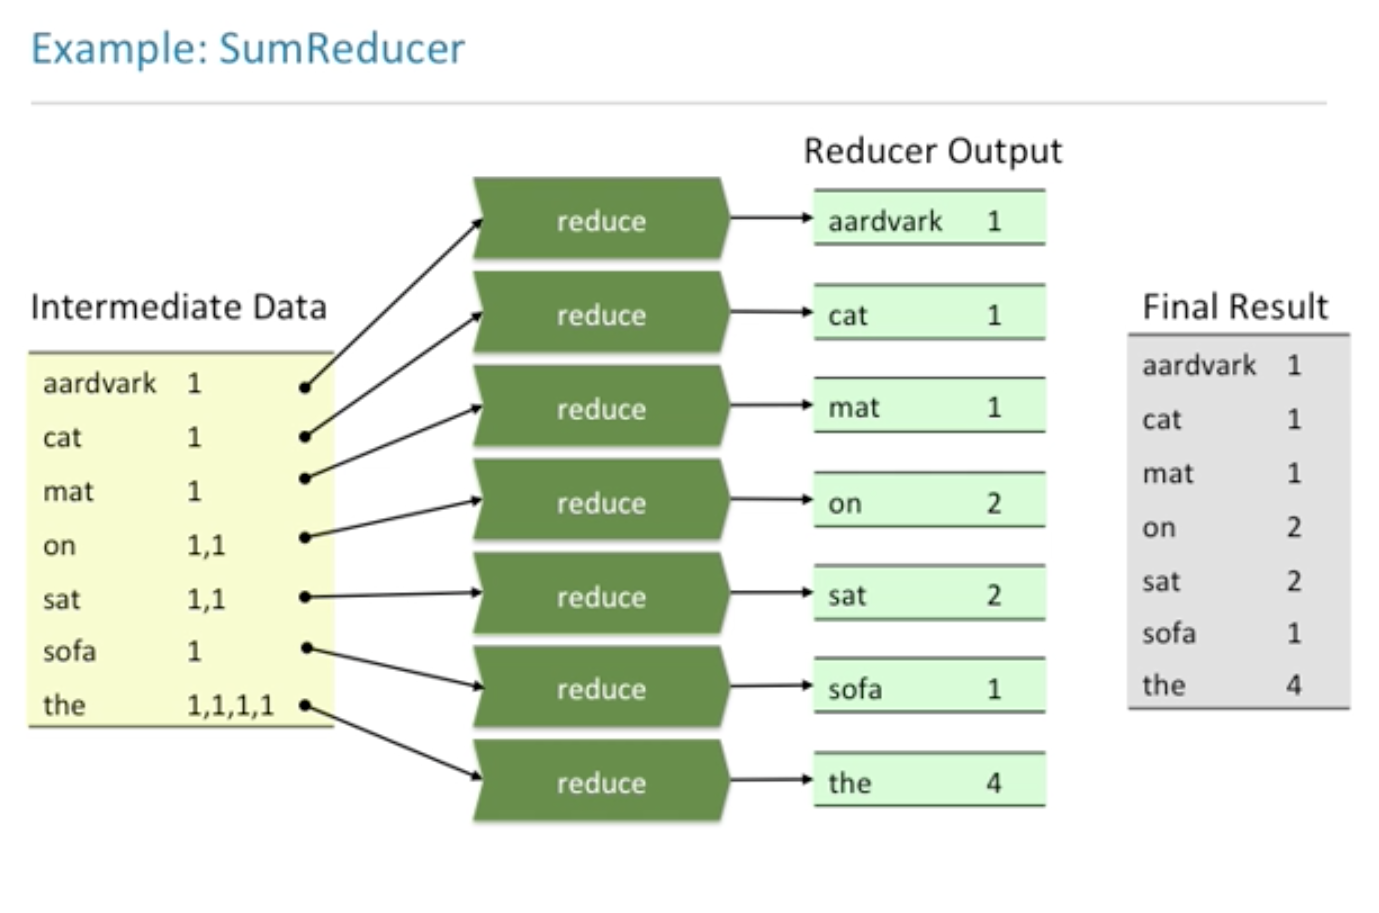 Example: SumReducer
Intermediate Data
aardvark 1
cat 1
mat 1
on 1,1
sat 1,1
sofa 1
the 1,1,1,1
reduce
reduce
reduce
reduce
reduce
reduce
reduce
Reducer Output
aardvark 1
cat 1
mat 1
on 2
sat 2
sofa 1
the 4
Final Result
aardvark 1
cat 1
mat 1
on 2
sat 2
sofa 1
the 4